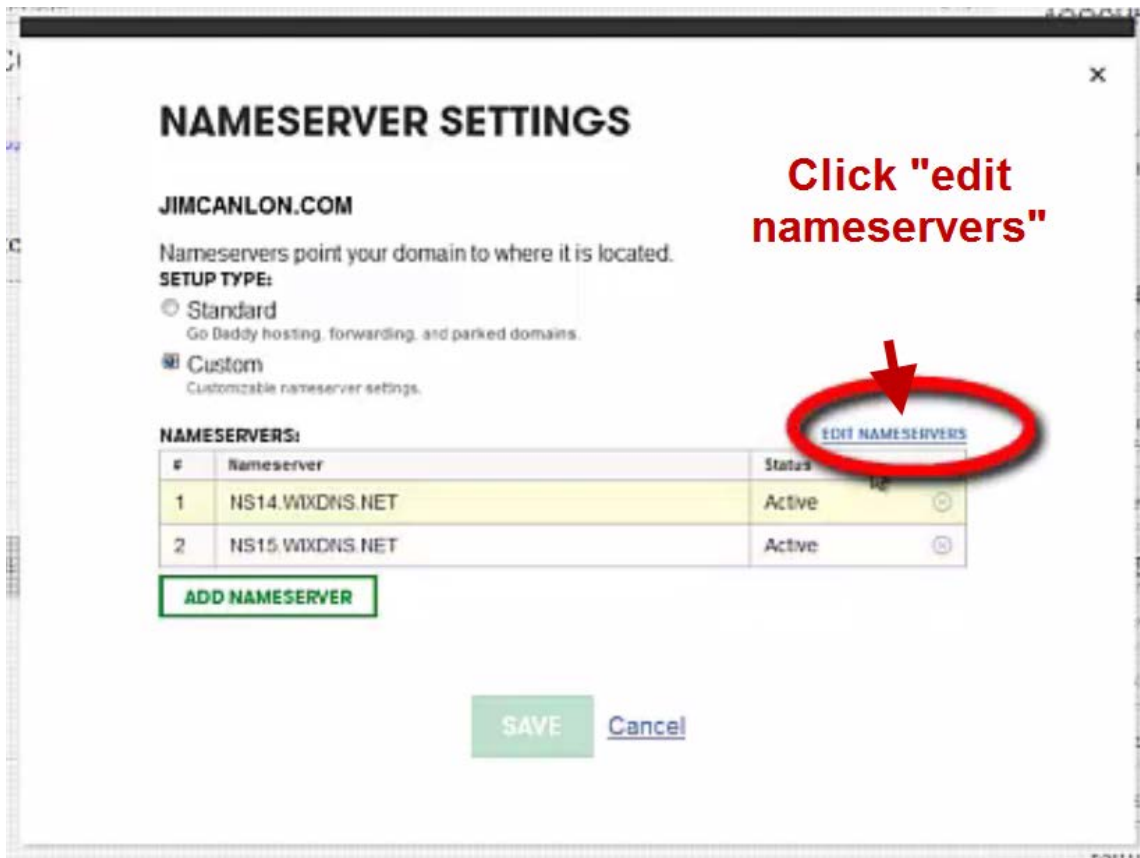 NAMESERVER SETTINGS
Click "edit
nameservers"
JIMCANLON.COM
Nameservers point your domain to where it is located.
SETUP TYPE:
Standard
Go Daddy hosting, forwarding, and parked domains.
Custom
Customizable nameserver settings.
NAMESERVERS: EDIT NAMESERVERS
# Nameserver Status
1 NS14.WIXDNS.NET Active
2 NS15.WIXDNS.NET Active
ADD NAMESERVER
SAVE Cancel